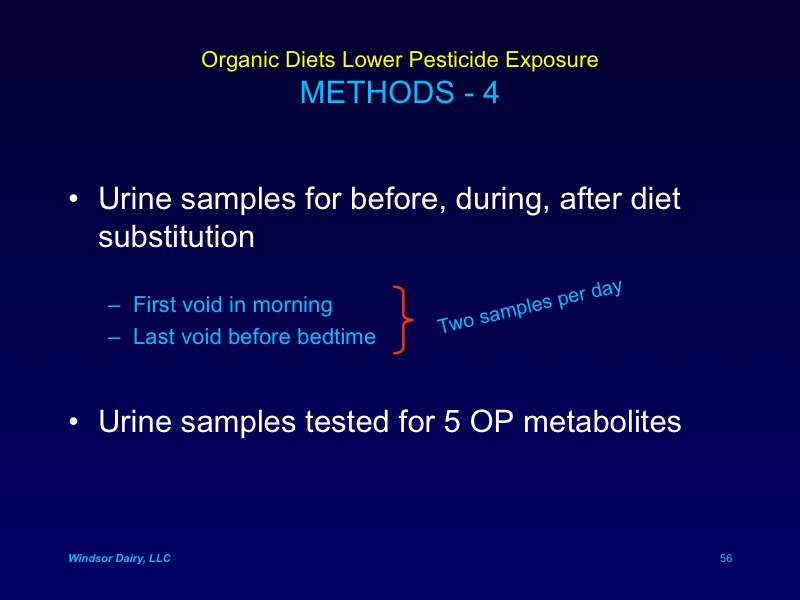 Organic Diets Lower Pesticide Exposure
METHODS - 4
• Urine samples for before, during, after diet
substitution
– First void in morning
– Last void before bedtime
Two samples per day
• Urine samples tested for 5 OP metabolites
Windsor Dairy, LLC
56